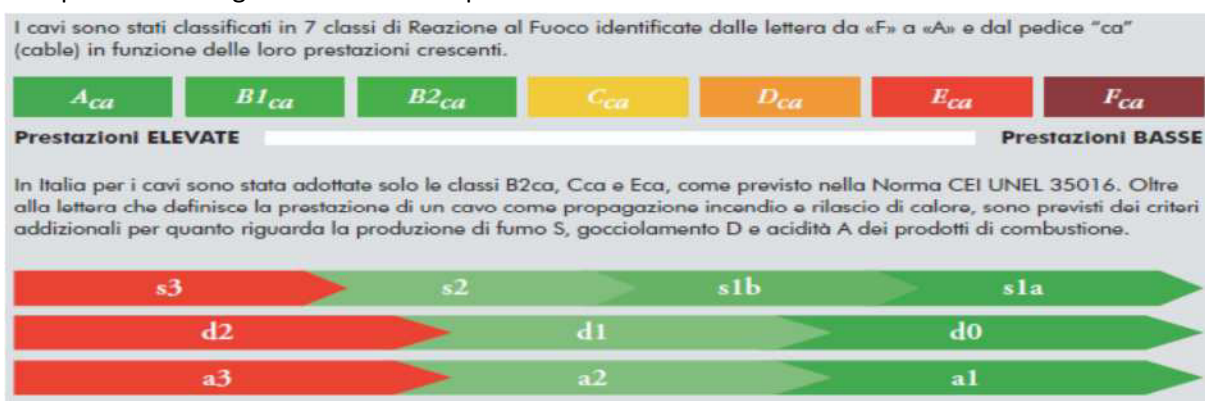 I cavi sono stati classificati in 7 classi di Reazione al Fuoco identificate dalle lettera da «F» a «A» e dal pedice "ca"
(cable) in funzione delle loro prestazioni crescenti.
Aca B1ca B2ca Cca Dca Eca Fca
Prestazioni ELEVATE Prestazioni BASSE
In Italia per i cavi sono stata adottate solo le classi B2ca, Cca e Eca, come previsto nella Norma CEI UNEL 35016. Oltre
alla lettera che definisce la prestazione di un cavo come propagazione incendio e rilascio di calore, sono previsti dei criteri
addizionali per quanto riguarda la produzione di fumo S, gocciolamento D e acidità A dei prodotti di combustione.
s3 s2 s1b s1a
d2 d1 d0
a3 a2 a1